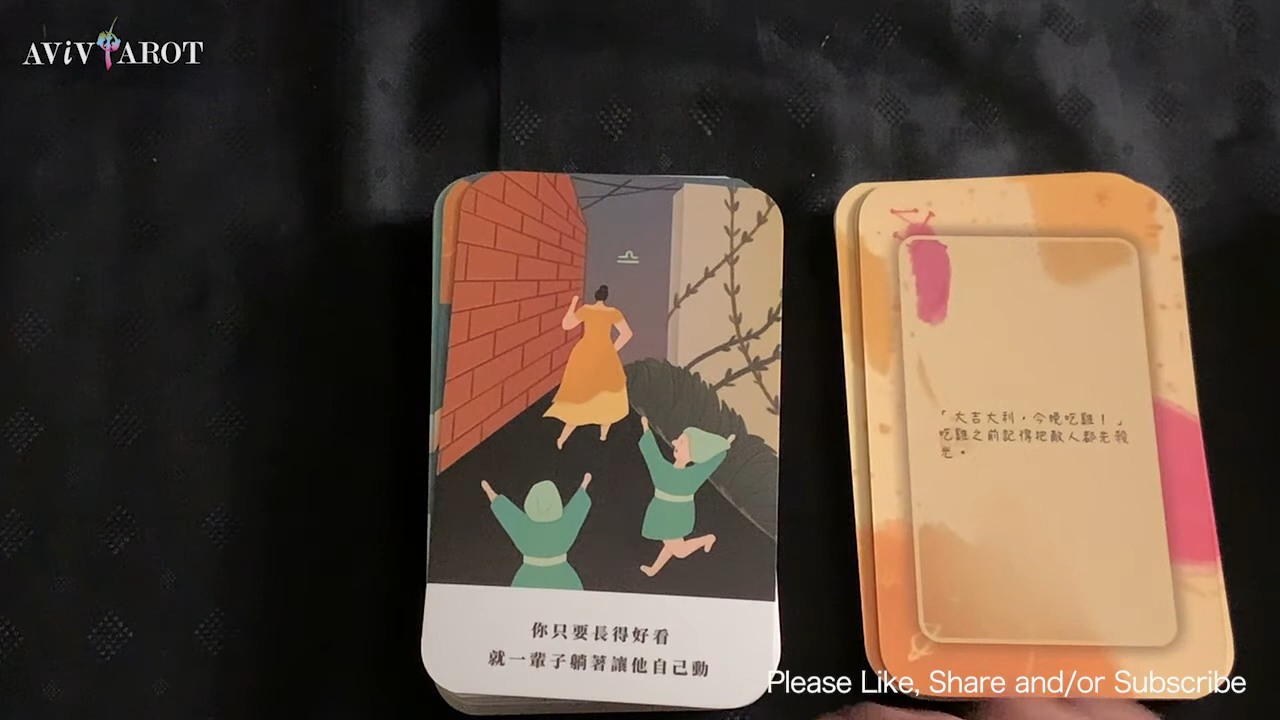 AViV TAROT
你只要長得好看
就一輩子躺著讓他自己動
「大吉大利，今晚吃雞！」
吃雞之前記得把敵人都先殺
光。
Please Like, Share and/or Subscribe